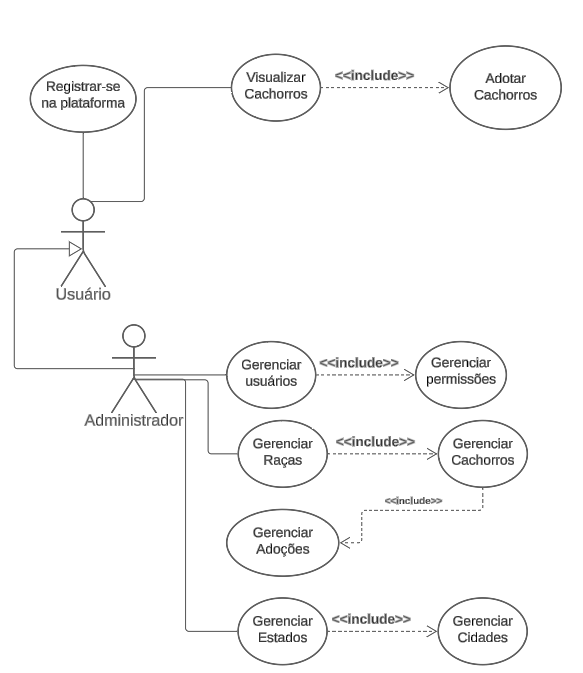 Registrar-se
na plataforma
Visualizar
Cachorros
<<include>>
Adotar
Cachorros
Usuário
Administrador
Gerenciar
usuários
<<include>>
Gerenciar
permissões
Gerenciar
Raças
<<include>>
Gerenciar
Cachorros
<<include>>
Gerenciar
Adoções
Gerenciar
Estados
<<include>>
Gerenciar
Cidades